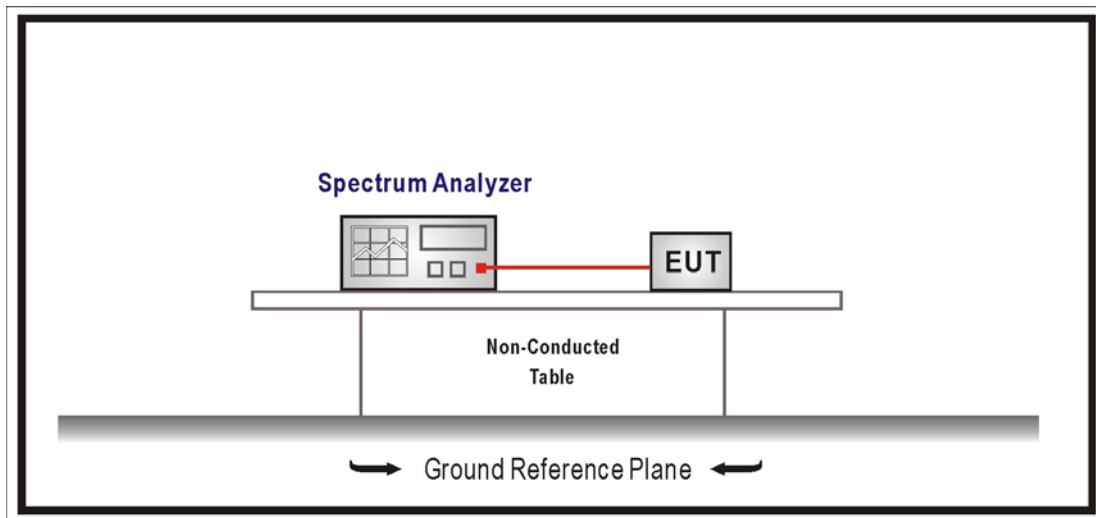 Spectrum Analyzer
EUT
Non-Conducted
Table
Ground Reference Plane